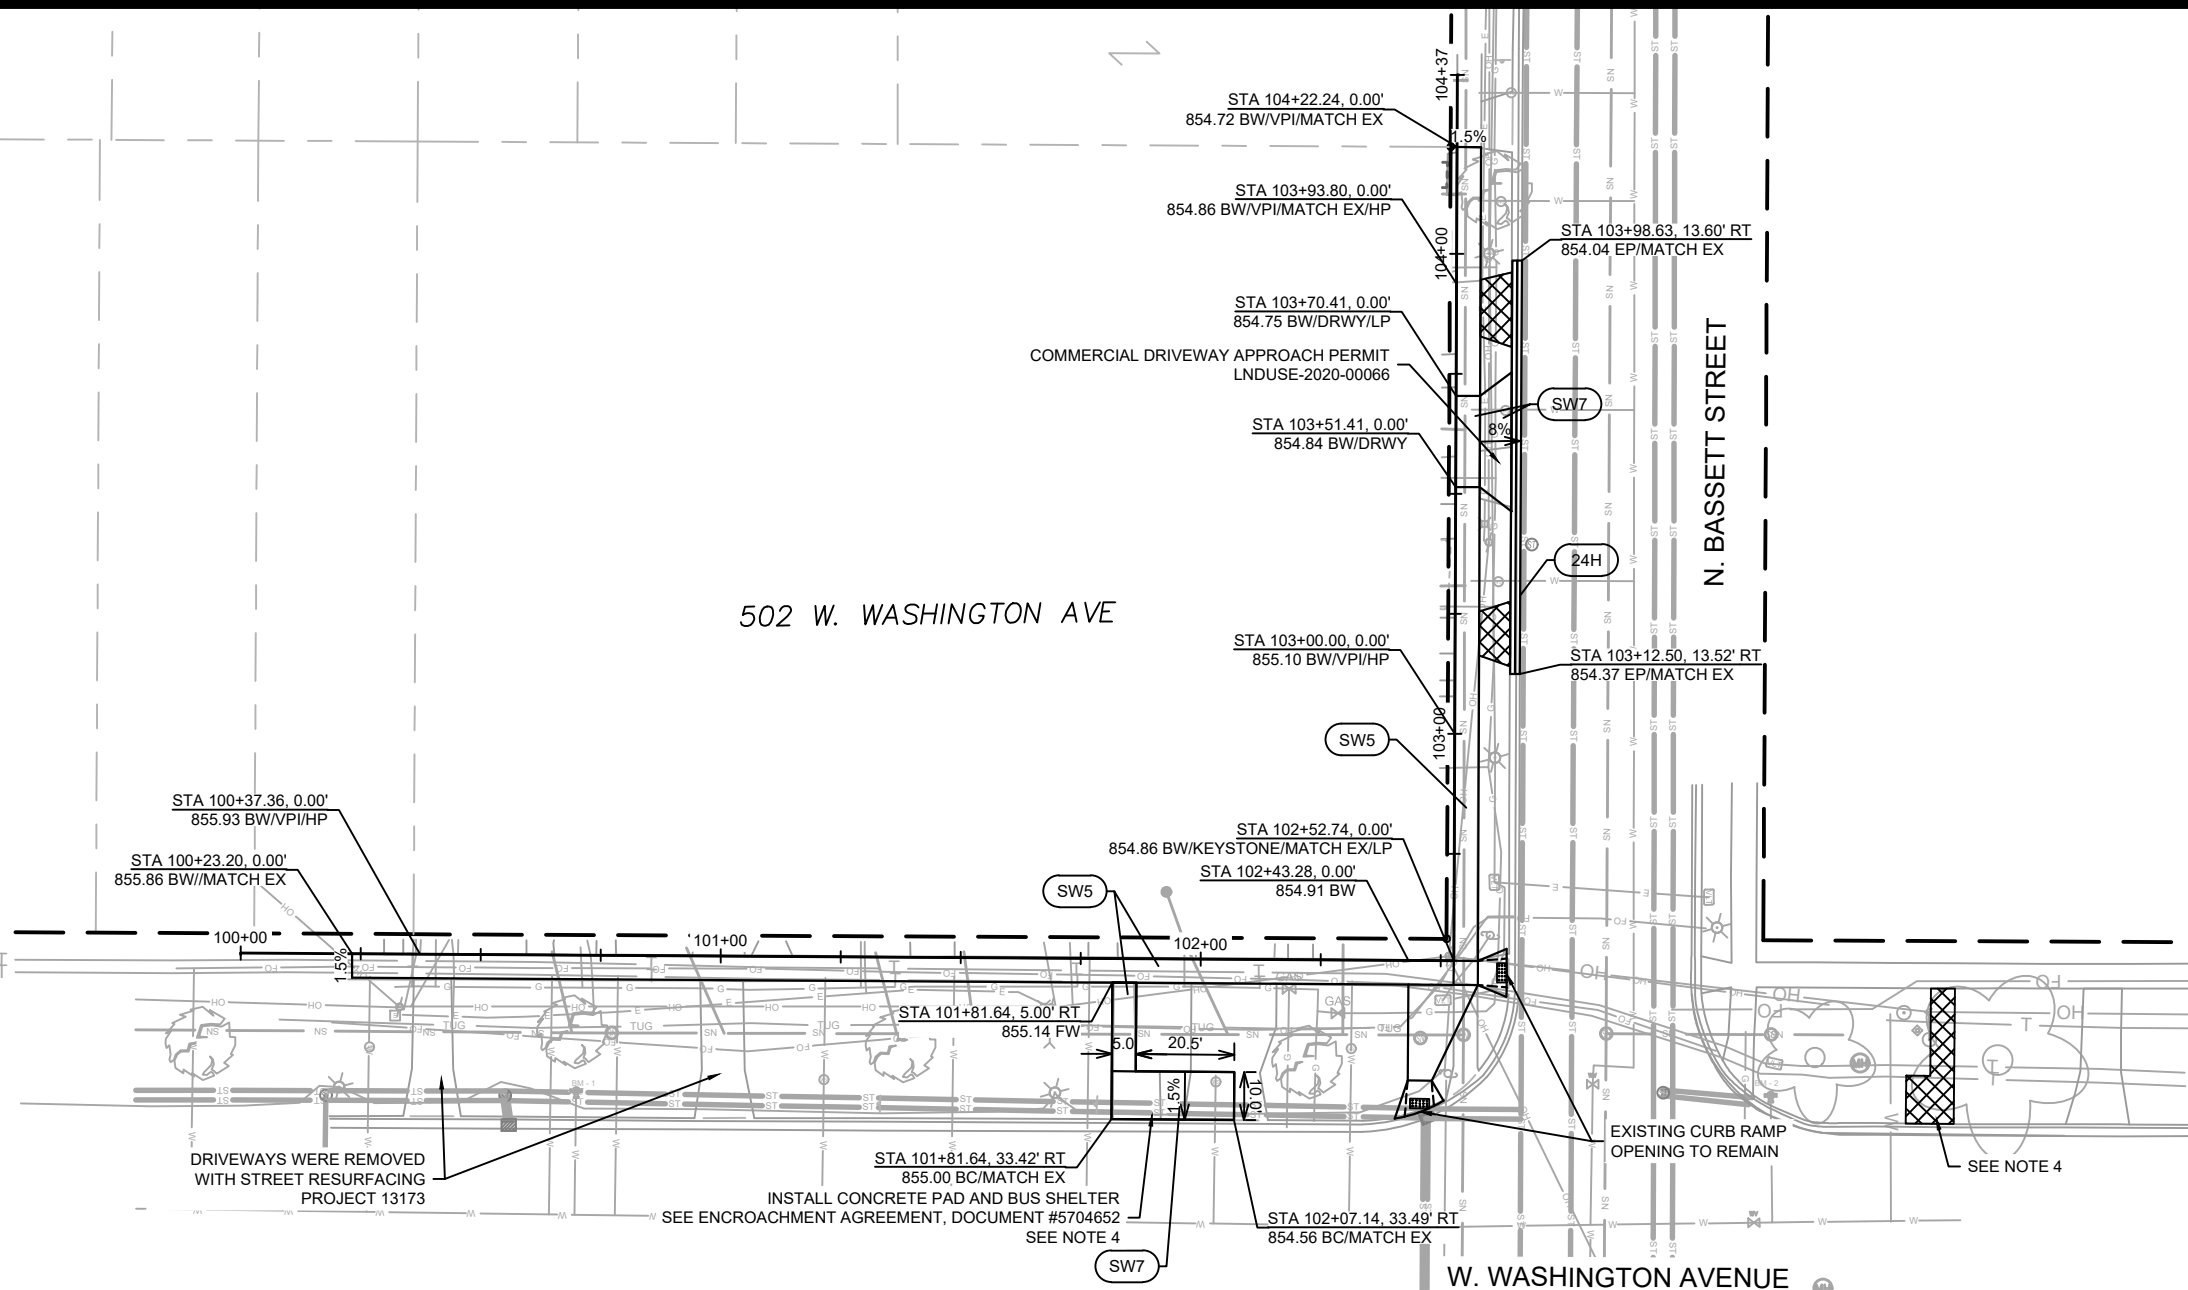 104+37
STA 104+22.24, 0.00'
854.72 BW/VPI/MATCH EX
1.5%
STA 103+93.80, 0.00'
854.86 BW/VPI/MATCH EX/HP
104+00
STA 103+98.63, 13.60' RT
854.04 EP/MATCH EX
STA 103+70.41, 0.00'
854.75 BW/DRWY/LP
COMMERCIAL DRIVEWAY APPROACH PERMIT
LNDUSE-2020-00066
SW7
8%
STA 103+51.41, 0.00'
854.84 BW/DRWY
N. BASSETT STREET
24H
502 W. WASHINGTON AVE
STA 103+00.00, 0.00'
855.10 BW/VPI/HP
STA 103+12.50, 13.52' RT
854.37 EP/MATCH EX
103+00
SW5
STA 100+37.36, 0.00'
855.93 BW/VPI/HP
STA 102+52.74, 0.00'
854.86 BW/KEYSTONE/MATCH EX/LP
STA 100+23.20, 0.00'
855.86 BW//MATCH EX
STA 102+43.28, 0.00'
854.91 BW
SW5
100+00
101+00
102+00
1.5%
GAS
GAS
STA 101+81.64, 5.00' RT
855.14 FW
TUG
TUG
TUG
TUG
TUG
5.0
20.5'
1.5%
10.0'
BM - 1
BM - 2
DRIVEWAYS WERE REMOVED
WITH STREET RESURFACING
PROJECT 13173
EXISTING CURB RAMP
OPENING TO REMAIN
SEE NOTE 4
STA 101+81.64, 33.42' RT
855.00 BC/MATCH EX
INSTALL CONCRETE PAD AND BUS SHELTER
SEE ENCROACHMENT AGREEMENT, DOCUMENT #5704652
SEE NOTE 4
STA 102+07.14, 33.49' RT
854.56 BC/MATCH EX
SW7
W. WASHINGTON AVENUE